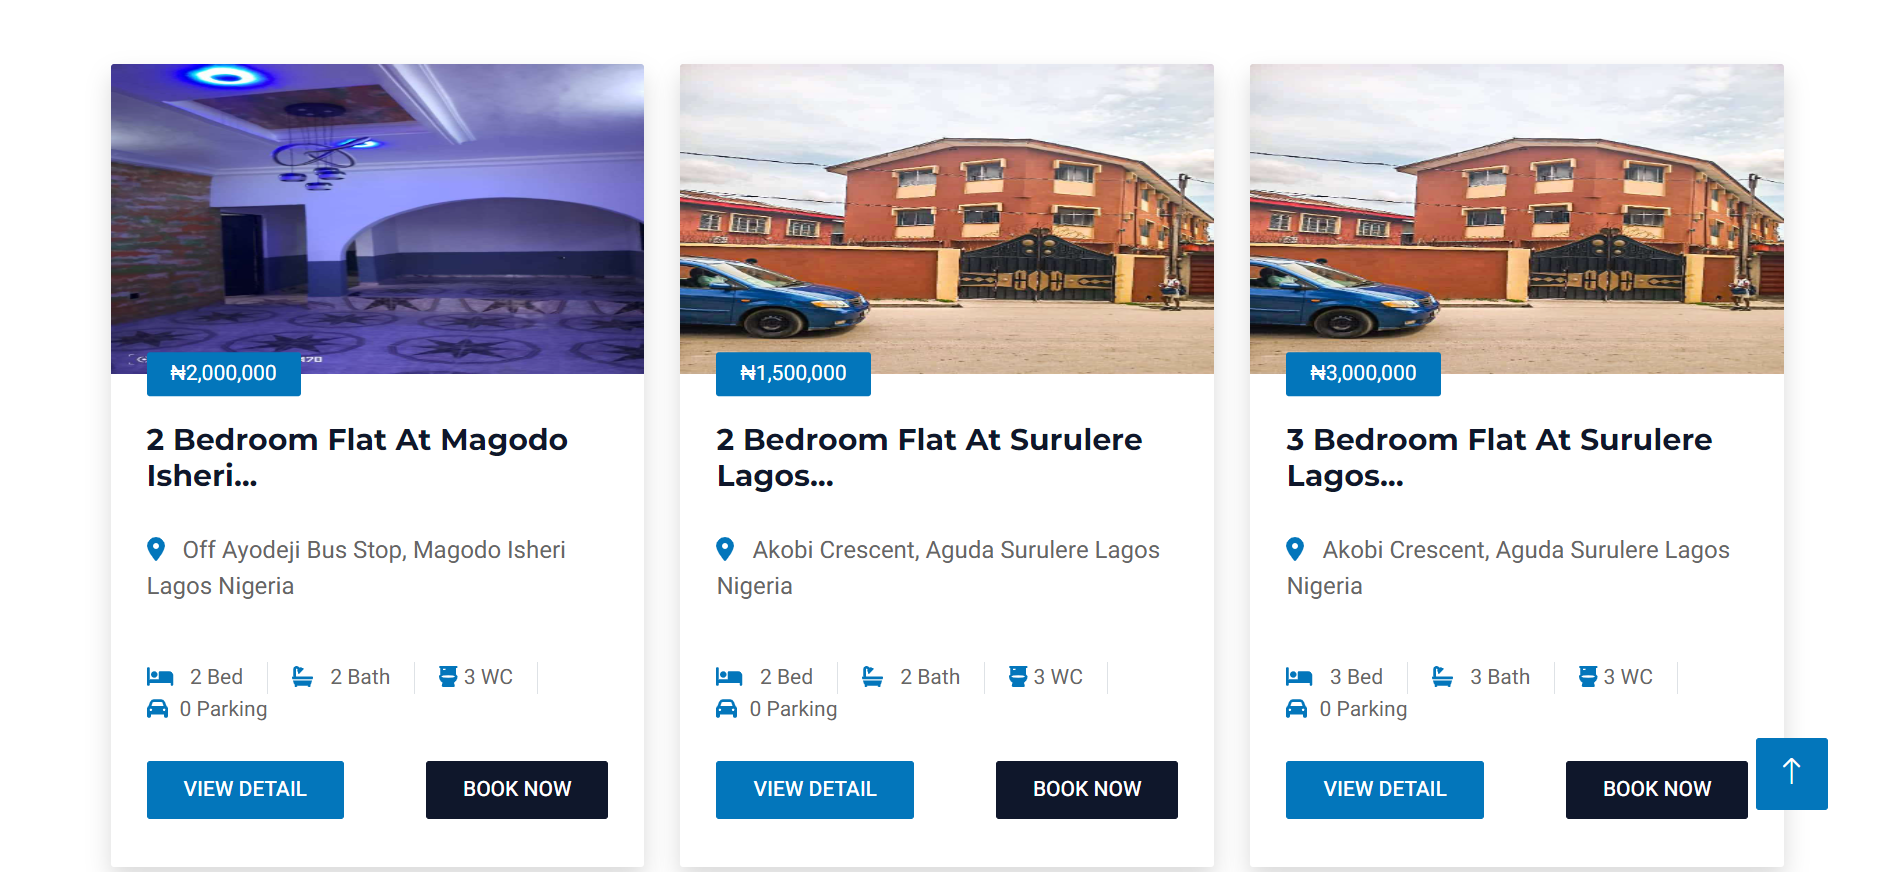 ₦2,000,000
2 Bedroom Flat At Magodo
Isheri...
Off Ayodeji Bus Stop, Magodo Isheri
Lagos Nigeria
2 Bed
2 Bath
3 WC
0 Parking
VIEW DETAIL
BOOK NOW
₦1,500,000
2 Bedroom Flat At Surulere
Lagos...
Akobi Crescent, Aguda Surulere Lagos
Nigeria
2 Bed
2 Bath
3 WC
0 Parking
VIEW DETAIL
BOOK NOW
₦3,000,000
3 Bedroom Flat At Surulere
Lagos...
Akobi Crescent, Aguda Surulere Lagos
Nigeria
3 Bed
3 Bath
3 WC
0 Parking
VIEW DETAIL
BOOK NOW